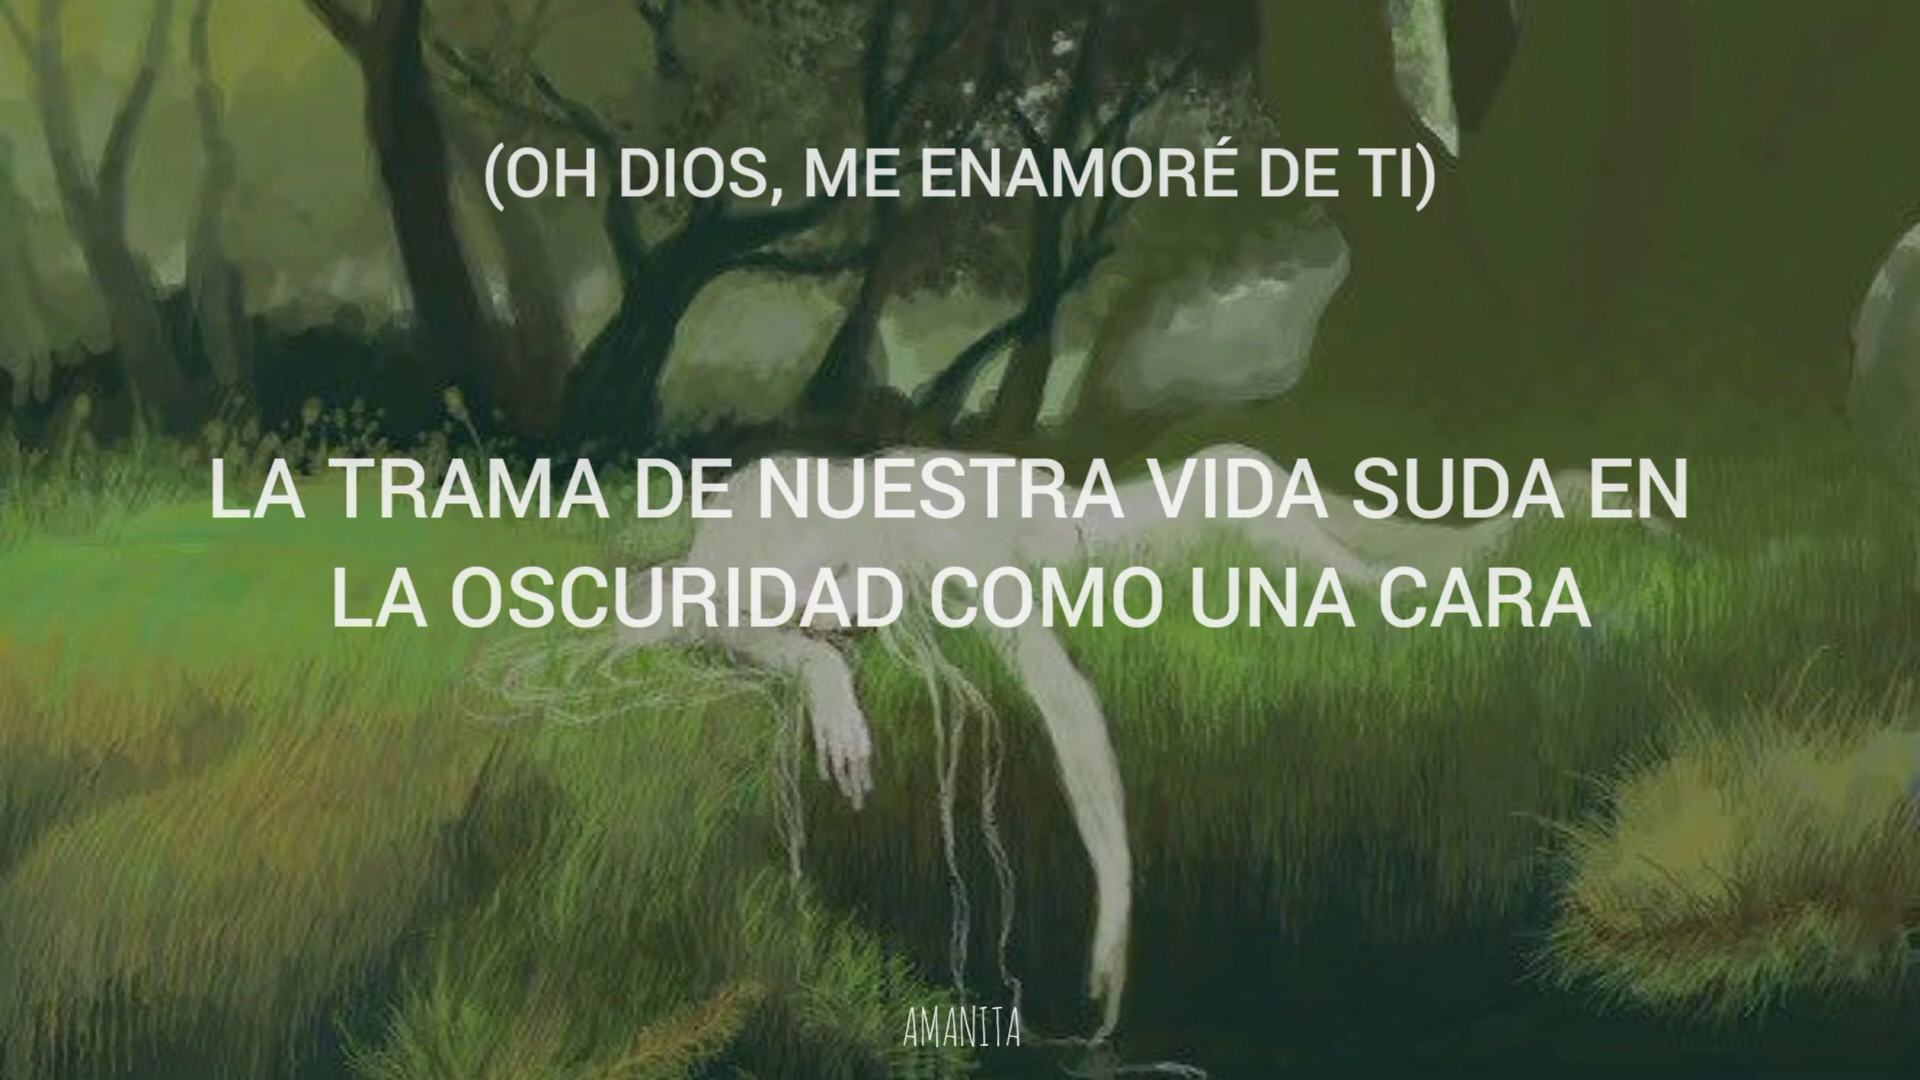 (OH DIOS, ME ENAMORÉ DE TI)
LA TRAMA DE NUESTRA VIDA SUDA EN
LA OSCURIDAD COMO UNA CARA
AMANITA